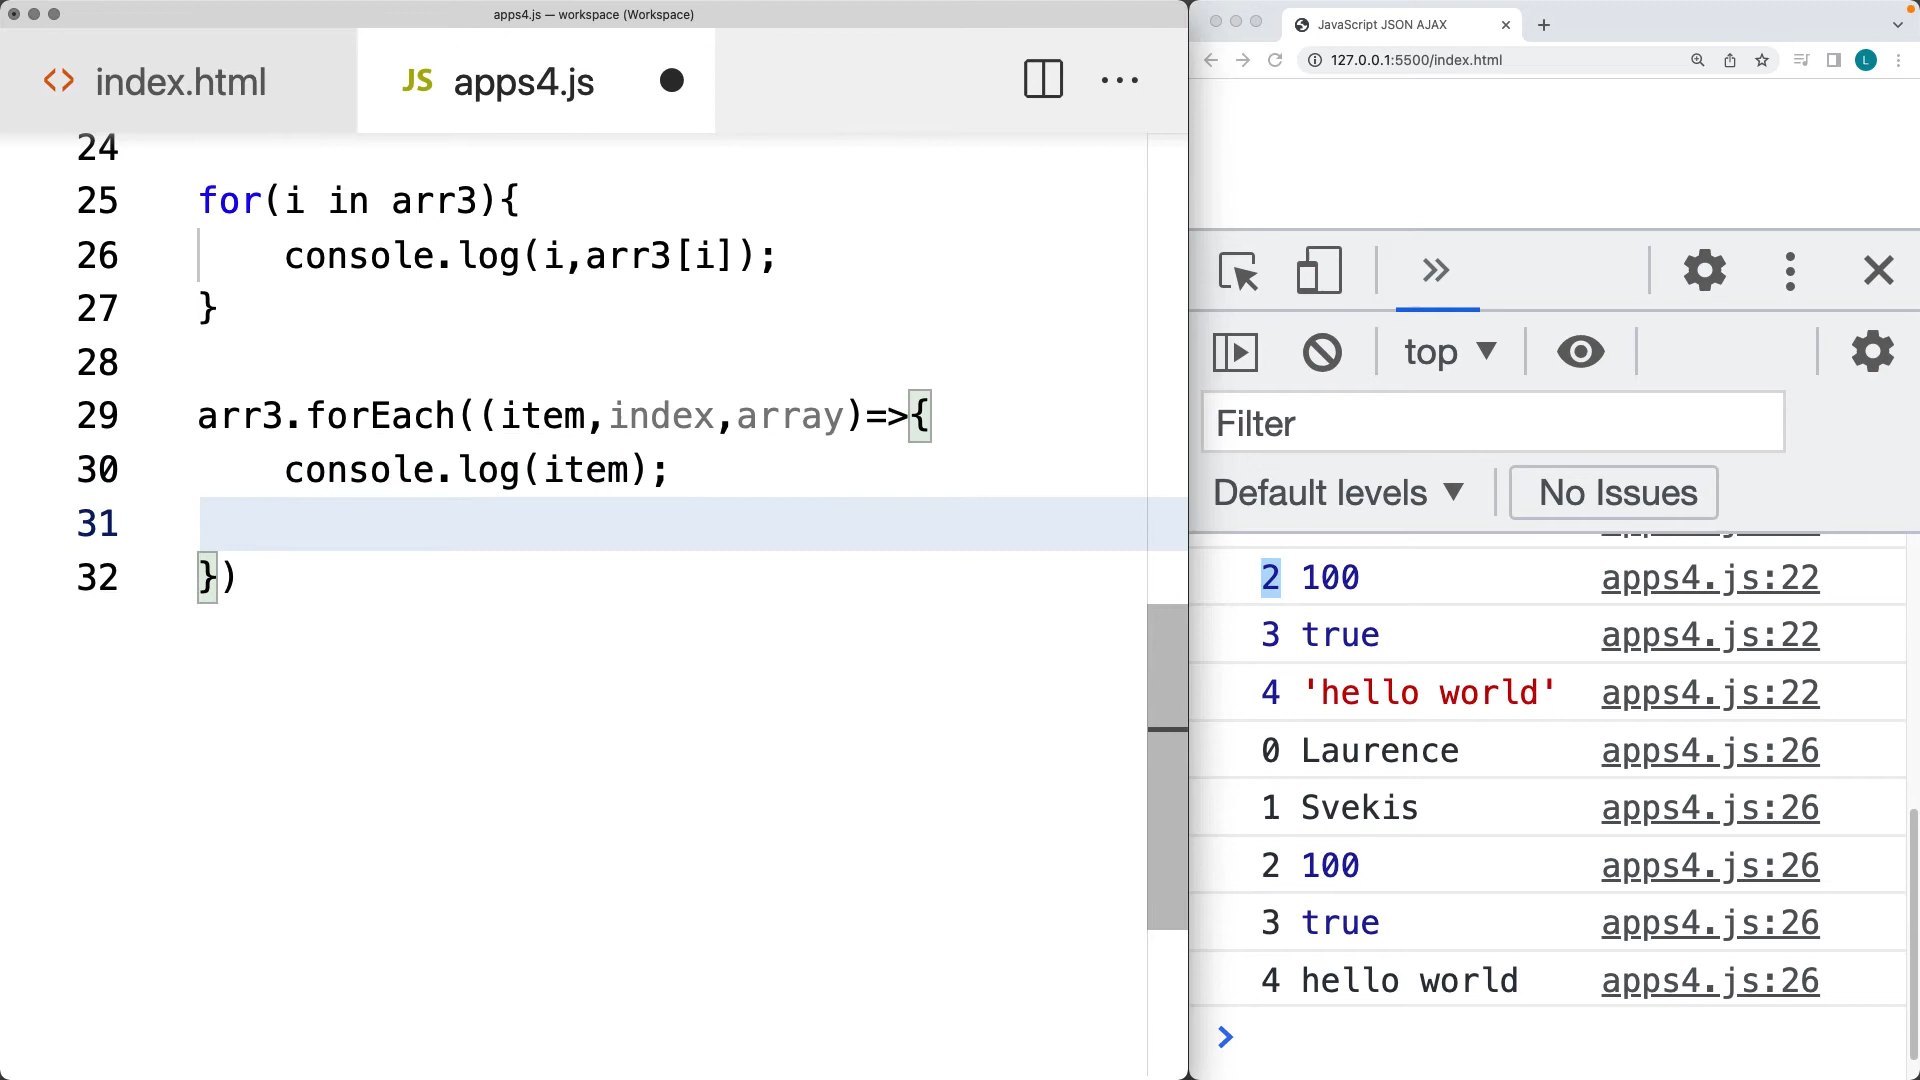 apps4.js — workspace (Workspace)
index.html
JS apps4.js
24
25 for(i in arr3){
26 console.log(i,arr3[i]);
27 }
28
29 arr3.forEach((item,index,array)=>{
30 console.log(item);
31
32 })
JavaScript JSON AJAX
127.0.0.1:5500/index.html
L
top
Filter
Default levels
No Issues
2 100 apps4.js:22
3 true apps4.js:22
4 'hello world' apps4.js:22
0 Laurence apps4.js:26
1 Svekis apps4.js:26
2 100 apps4.js:26
3 true apps4.js:26
4 hello world apps4.js:26